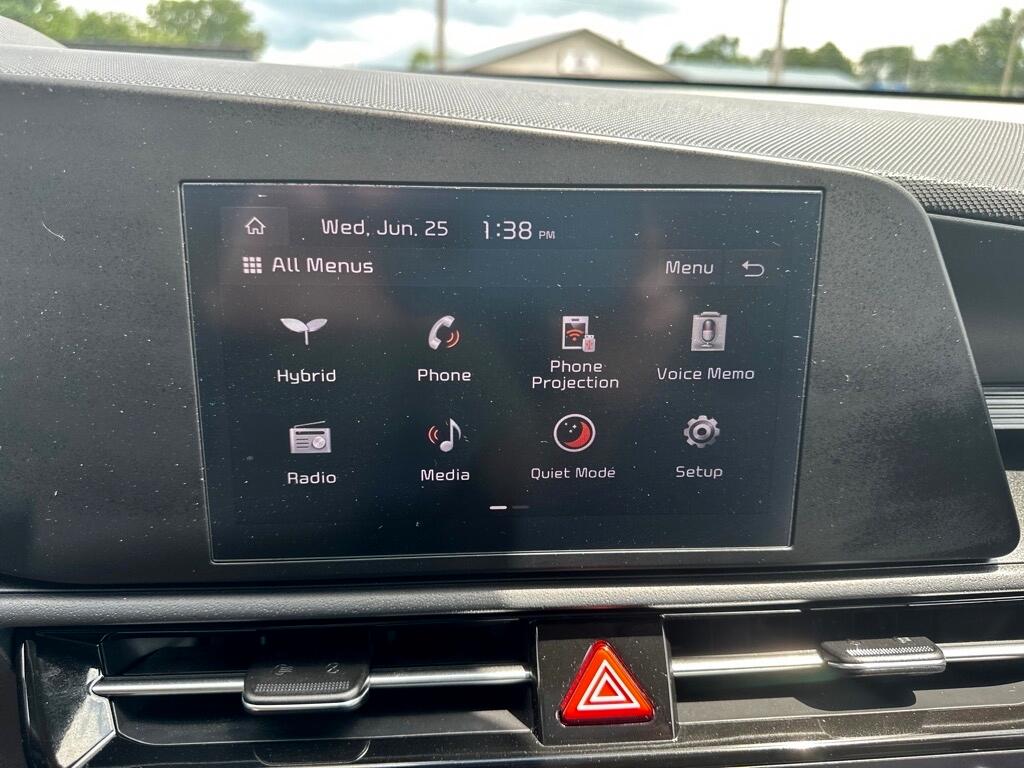 Wed, Jun. 25 1:38 PM
All Menus Menu
Hybrid Phone Phone Projection Voice Memo
Radio Media Quiet Mode Setup